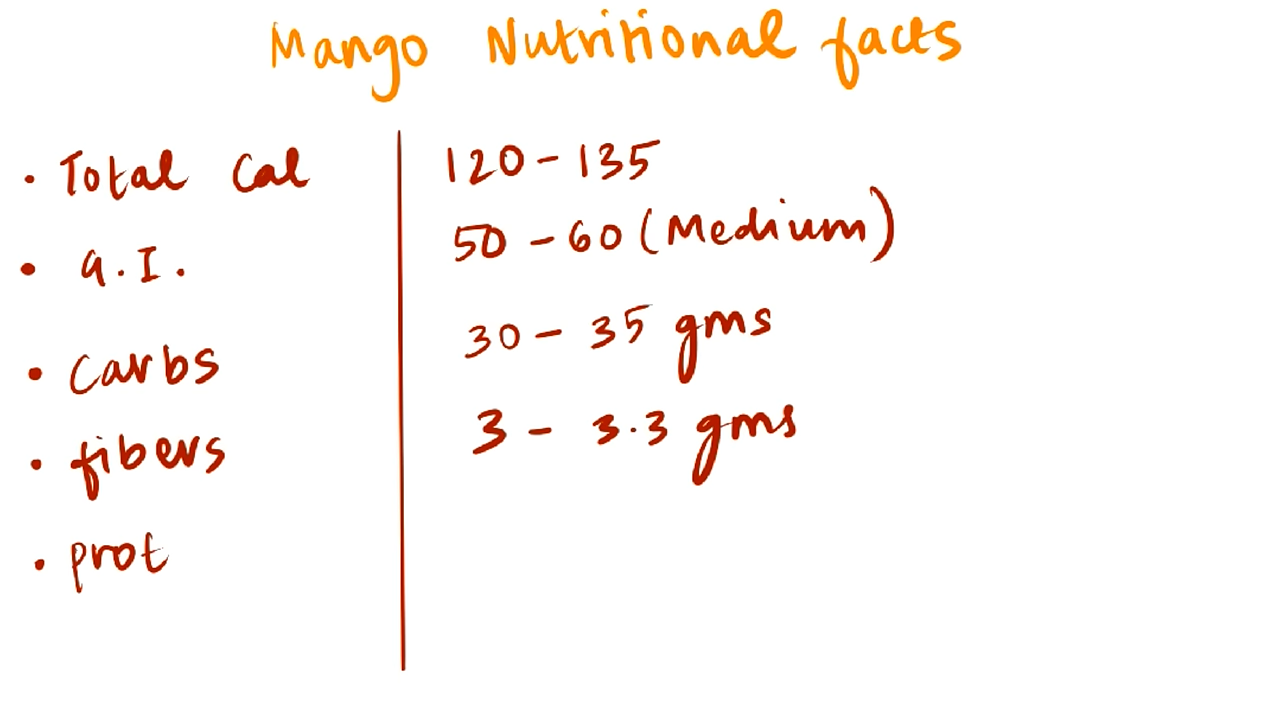 Mango Nutritional facts
• Total Cal 120 - 135
• G.I. 50 - 60 (Medium)
• Carbs 30 - 35 gms
• fibers 3 - 3.3 gms
• prot